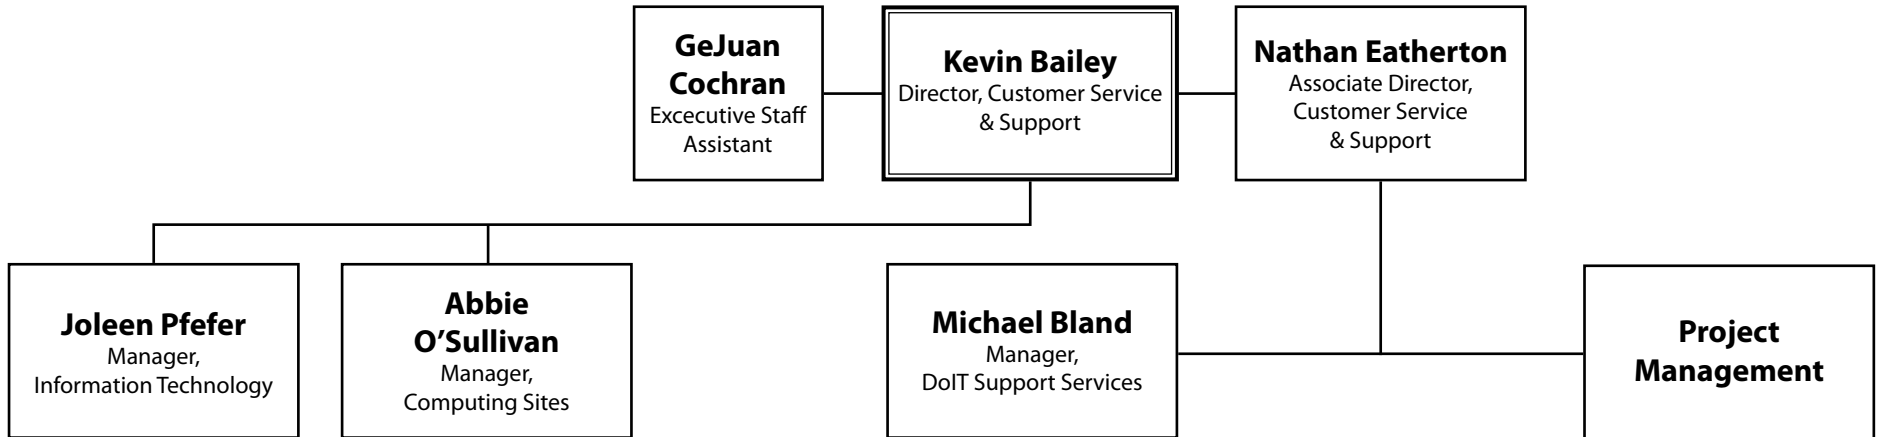 GeJuan
Cochran
Excecutive Staff
Assistant
Kevin Bailey
Director, Customer Service
& Support
Nathan Eatherton
Associate Director,
Customer Service
& Support
Joleen Pfefer
Manager,
Information Technology
Abbie
O’Sullivan
Manager,
Computing Sites
Michael Bland
Manager,
DoIT Support Services
Project
Management